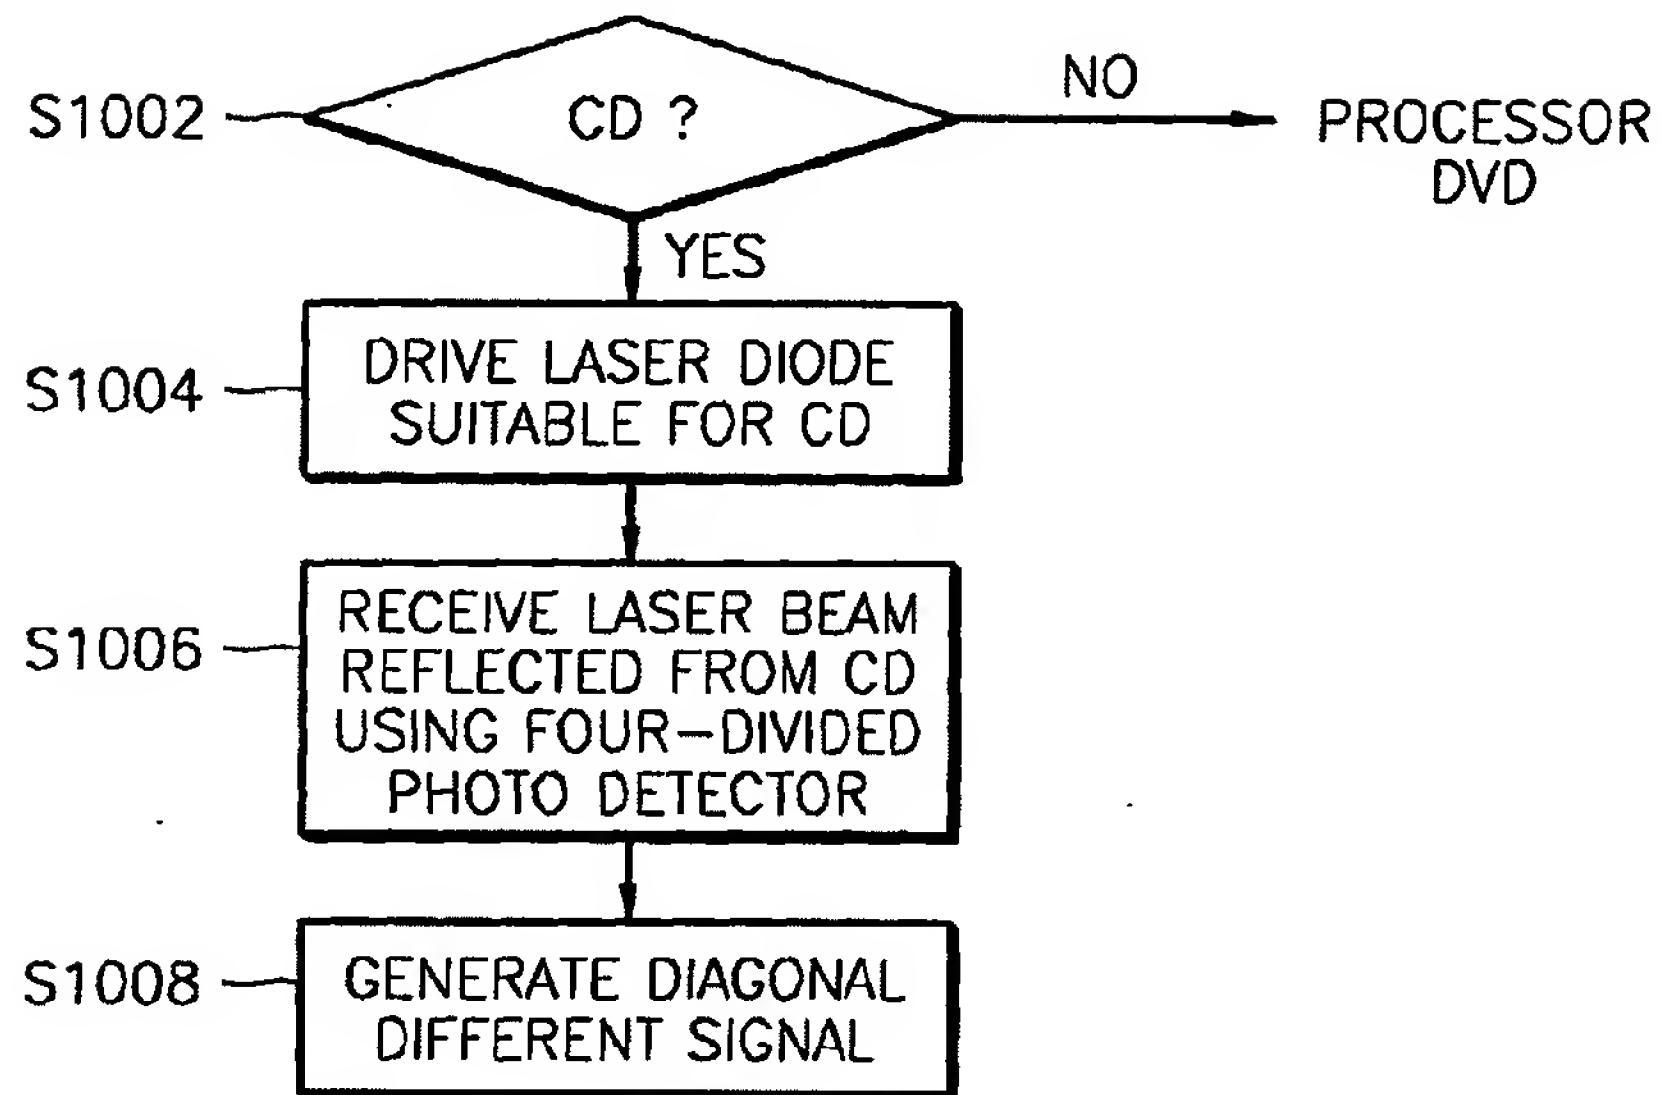 S1002
CD ?
NO
PROCESSOR
DVD
YES
S1004
DRIVE LASER DIODE
SUITABLE FOR CD
S1006
RECEIVE LASER BEAM
REFLECTED FROM CD
USING FOUR-DIVIDED
PHOTO DETECTOR
S1008
GENERATE DIAGONAL
DIFFERENT SIGNAL